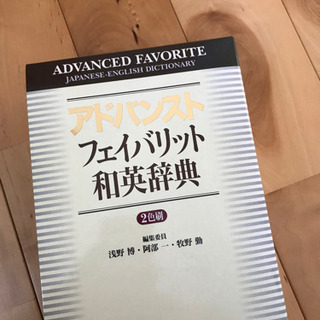 ADVANCED FAVORITE
JAPANESE-ENGLISH DICTIONARY
アドバンスト
フェイバリット
和英辞典
2色刷
編集委員
浅野 博・阿部 一・牧野 勤